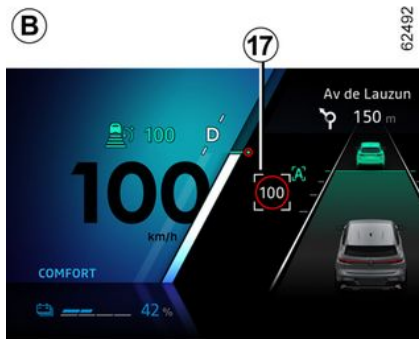 B
17
62492
Av de Lauzun
150 m
100
D
100
km/h
A
100
COMFORT
42 %